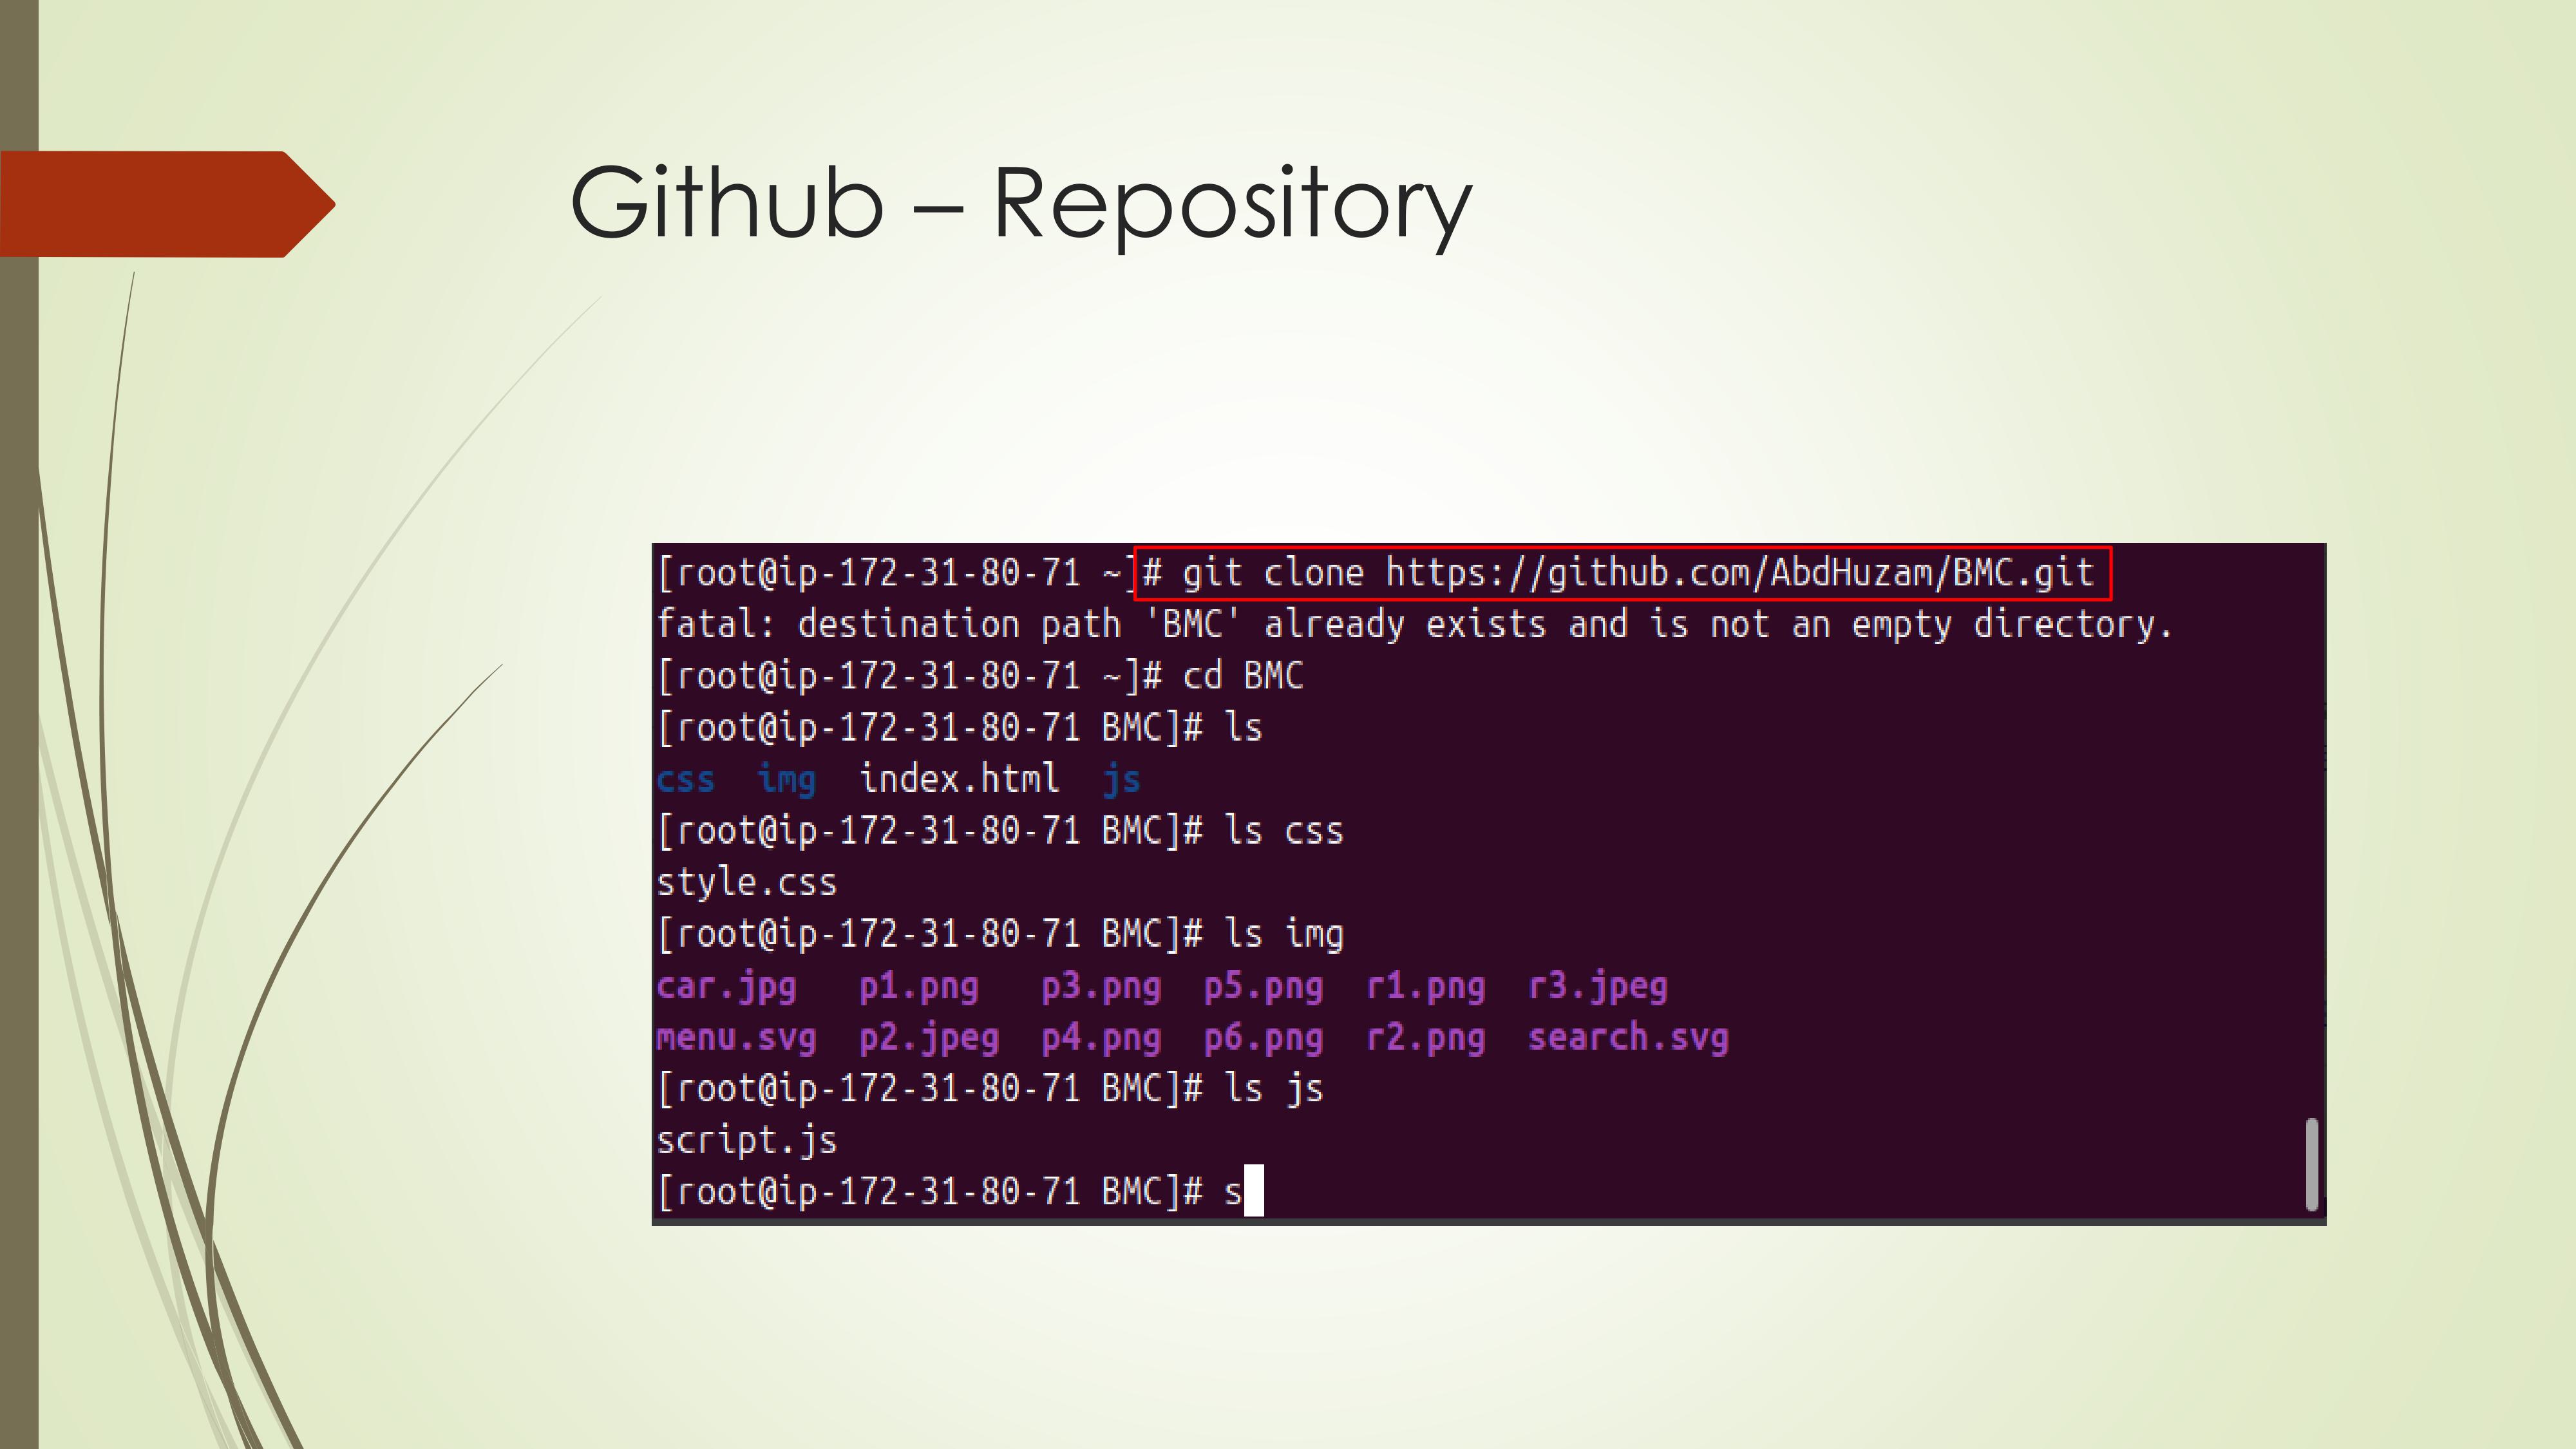 Github – Repository
[root@ip-172-31-80-71 ~]# git clone https://github.com/AbdHuzam/BMC.git
fatal: destination path 'BMC' already exists and is not an empty directory.
[root@ip-172-31-80-71 ~]# cd BMC
[root@ip-172-31-80-71 BMC]# ls
css  img  index.html  js
[root@ip-172-31-80-71 BMC]# ls css
style.css
[root@ip-172-31-80-71 BMC]# ls img
car.jpg   p1.png   p3.png  p5.png  r1.png  r3.jpeg
menu.svg  p2.jpeg  p4.png  p6.png  r2.png  search.svg
[root@ip-172-31-80-71 BMC]# ls js
script.js
[root@ip-172-31-80-71 BMC]# s